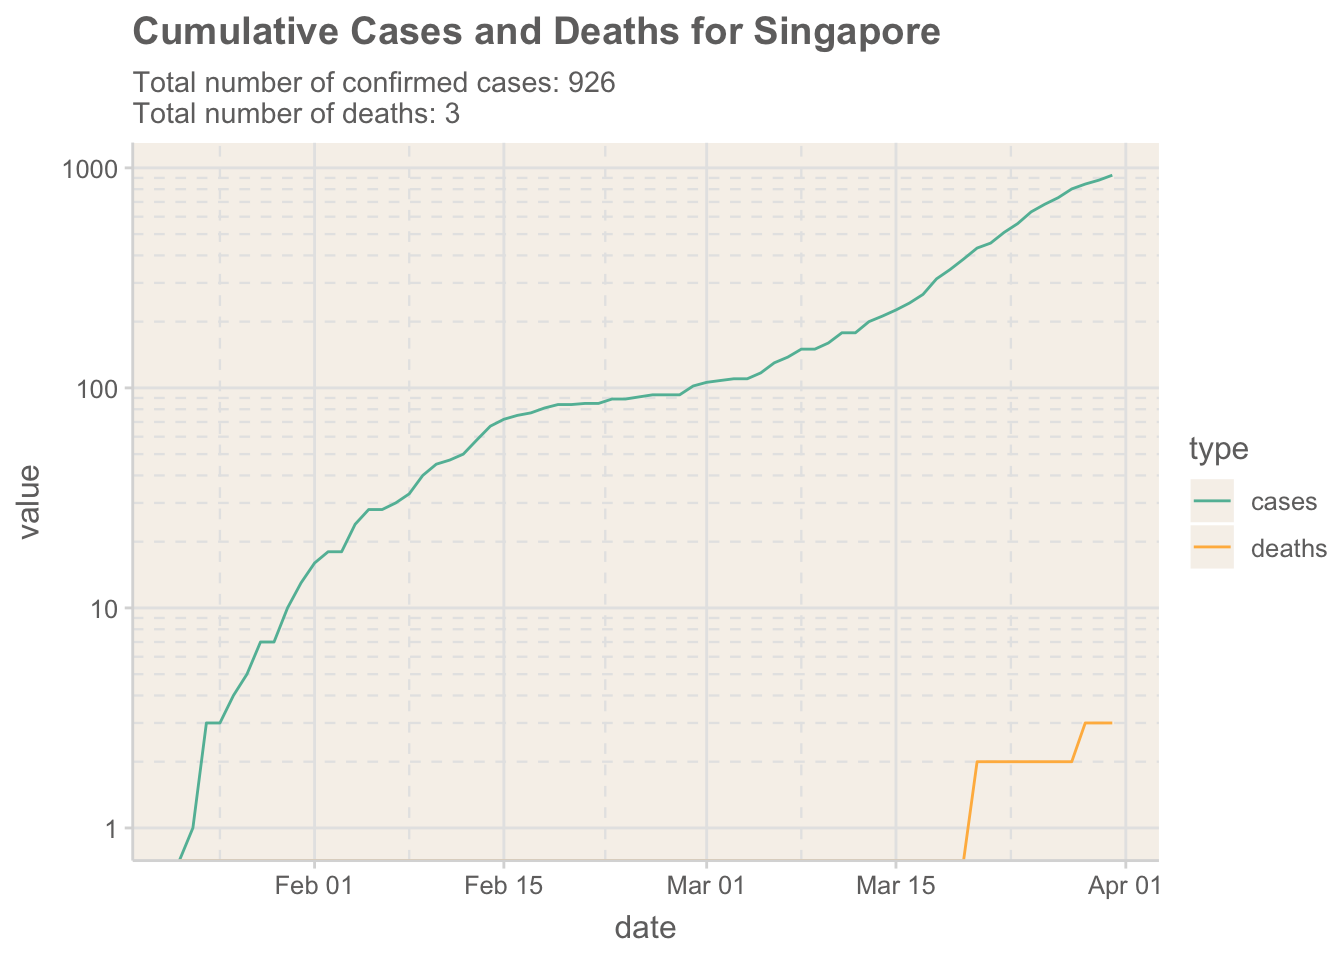 Cumulative Cases and Deaths for Singapore
Total number of confirmed cases: 926
Total number of deaths: 3
1000
100
10
1
value
Feb 01
Feb 15
Mar 01
Mar 15
Apr 01
date
type
cases
deaths